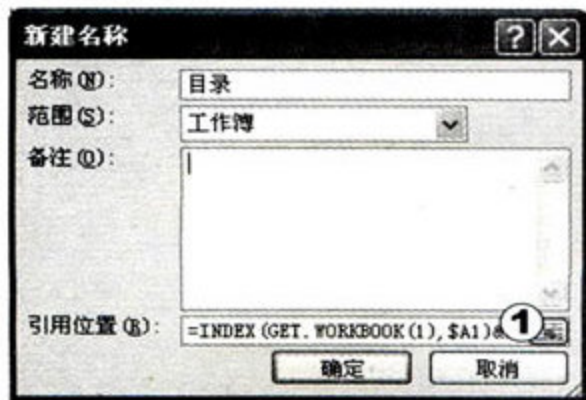 新建名称
名称(N): 目录
范围(S): 工作簿
备注(O):
引用位置(R): =INDEX(GET.WORKBOOK(1),$A1)& ①
确定 取消